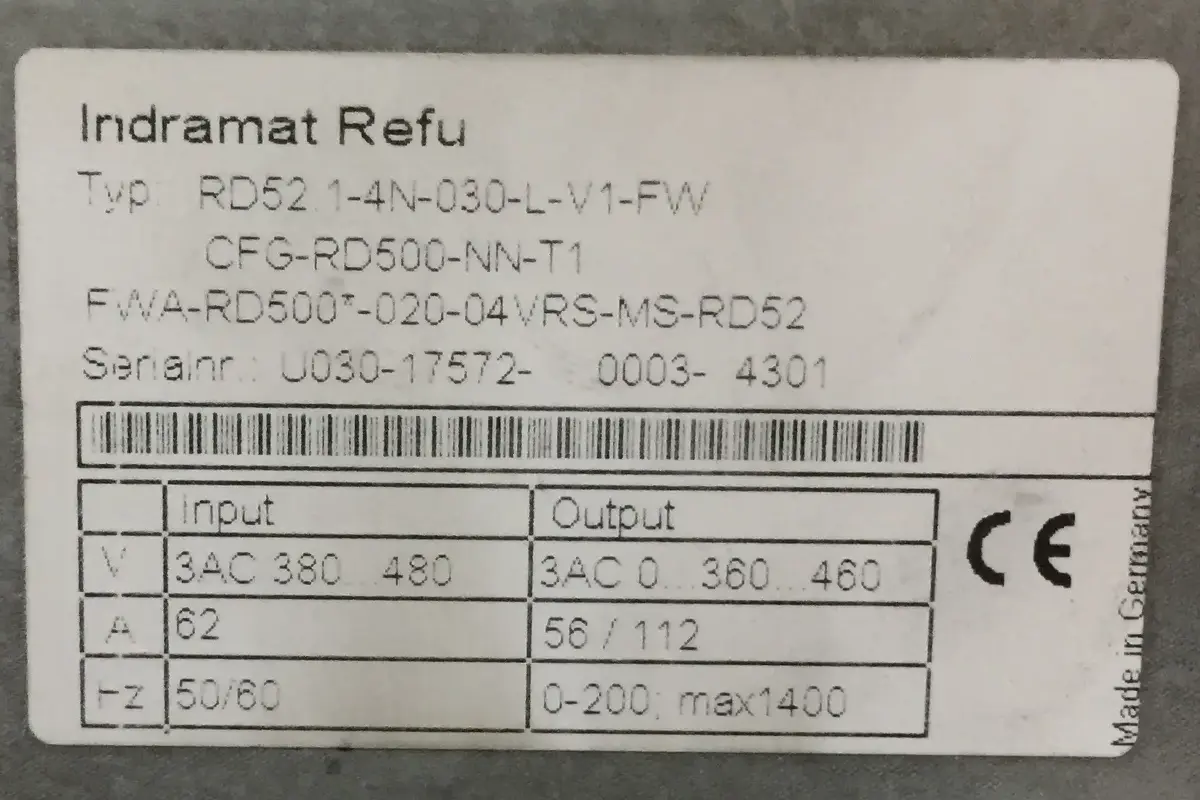 Indramat Refu
Typ: RD52.1-4N-030-L-V1-FW
CFG-RD500-NN-T1
FWA-RD500*-020-04VRS-MS-RD52
Serialnr.: U030-17572- 0003- 4301
Input Output
V 3AC 380...480 3AC 0...360...460
A 62 56 / 112
Hz 50/60 0-200; max1400
CE
Made in Germany